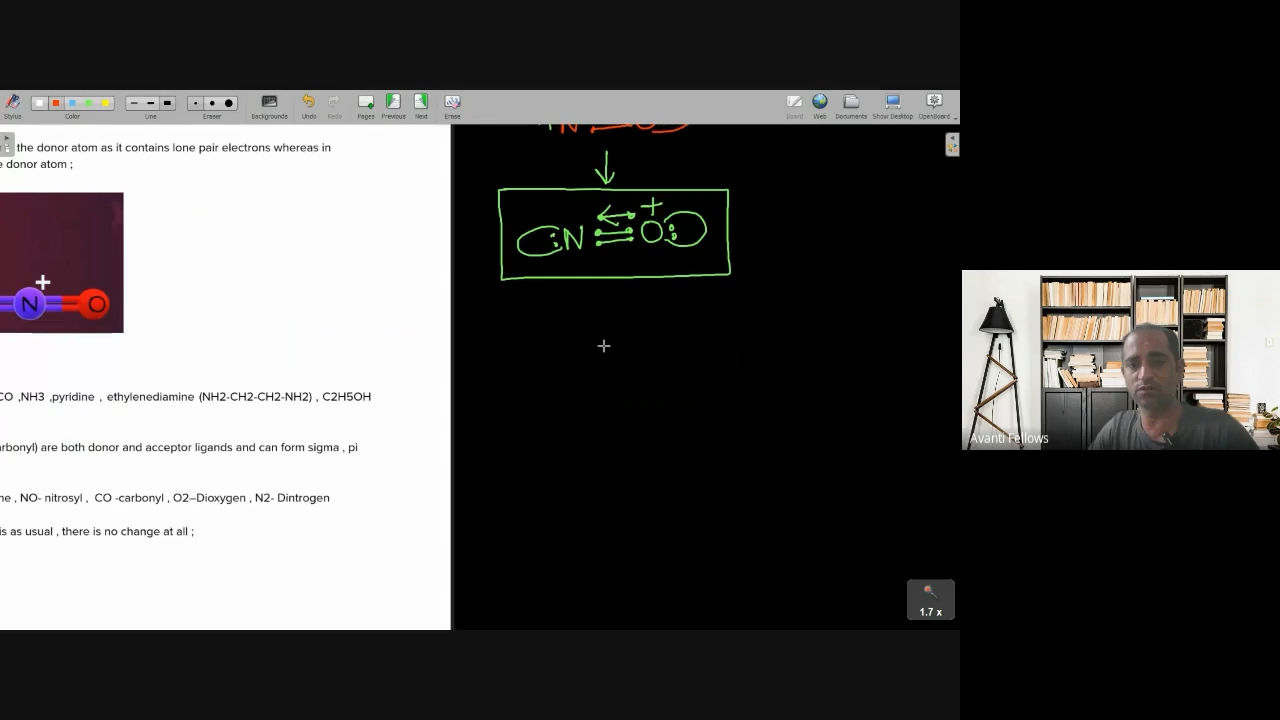 Stylus Color Line Eraser Backgrounds Undo Redo Pages Previous Next Erase Board Web Documents Show Desktop OpenBoard
the donor atom as it contains lone pair electrons whereas in
donor atom ;
+
N O
CO ,NH3 ,pyridine , ethylenediamine (NH2-CH2-CH2-NH2) , C2H5OH
are both donor and acceptor ligands and can form sigma , pi
, NO- nitrosyl , CO -carbonyl , O2–Dioxygen , N2- Dintrogen
is as usual , there is no change at all ;
N O
+
:N O:
1.7 x
Avanti Fellows